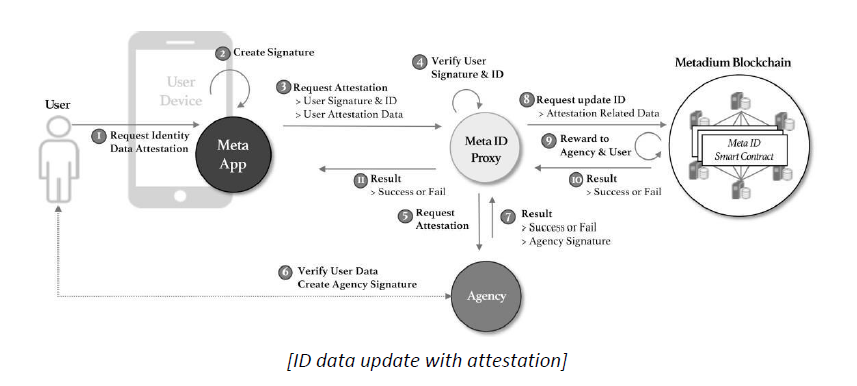 2 Create Signature
User
Device
User
1 Request Identity
Data Attestation
Meta
App
3 Request Attestation
> User Signature & ID
> User Attestation Data
4 Verify User
Signature & ID
Meta ID
Proxy
Metadium Blockchain
8 Request update ID
> Attestation Related Data
9 Reward to
Agency & User
Meta ID
Smart Contract
10 Result
> Success or Fail
11 Result
> Success or Fail
5 Request
Attestation
7 Result
> Success or Fail
> Agency Signature
6 Verify User Data
Create Agency Signature
Agency
[ID data update with attestation]